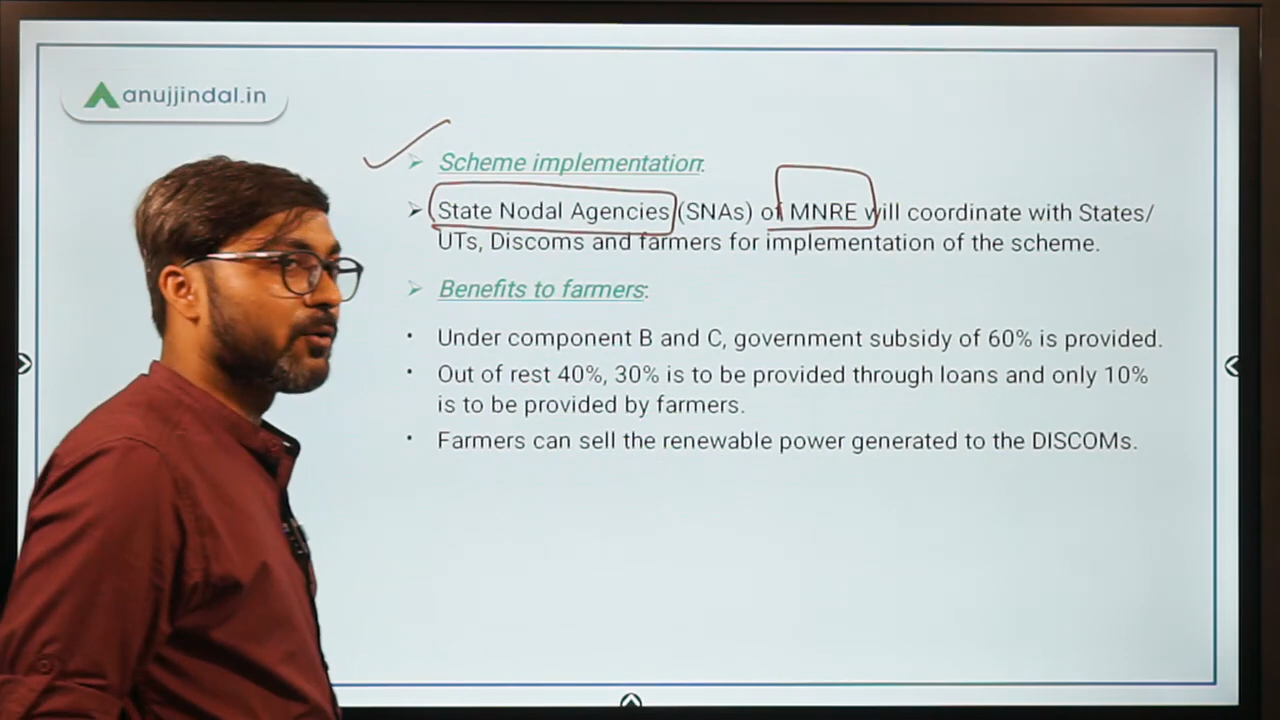 anujjindal.in
Scheme implementation:
State Nodal Agencies (SNAs) of MNRE will coordinate with States/
UTs, Discoms and farmers for implementation of the scheme.
Benefits to farmers:
Under component B and C, government subsidy of 60% is provided.
Out of rest 40%, 30% is to be provided through loans and only 10%
is to be provided by farmers.
Farmers can sell the renewable power generated to the DISCOMs.